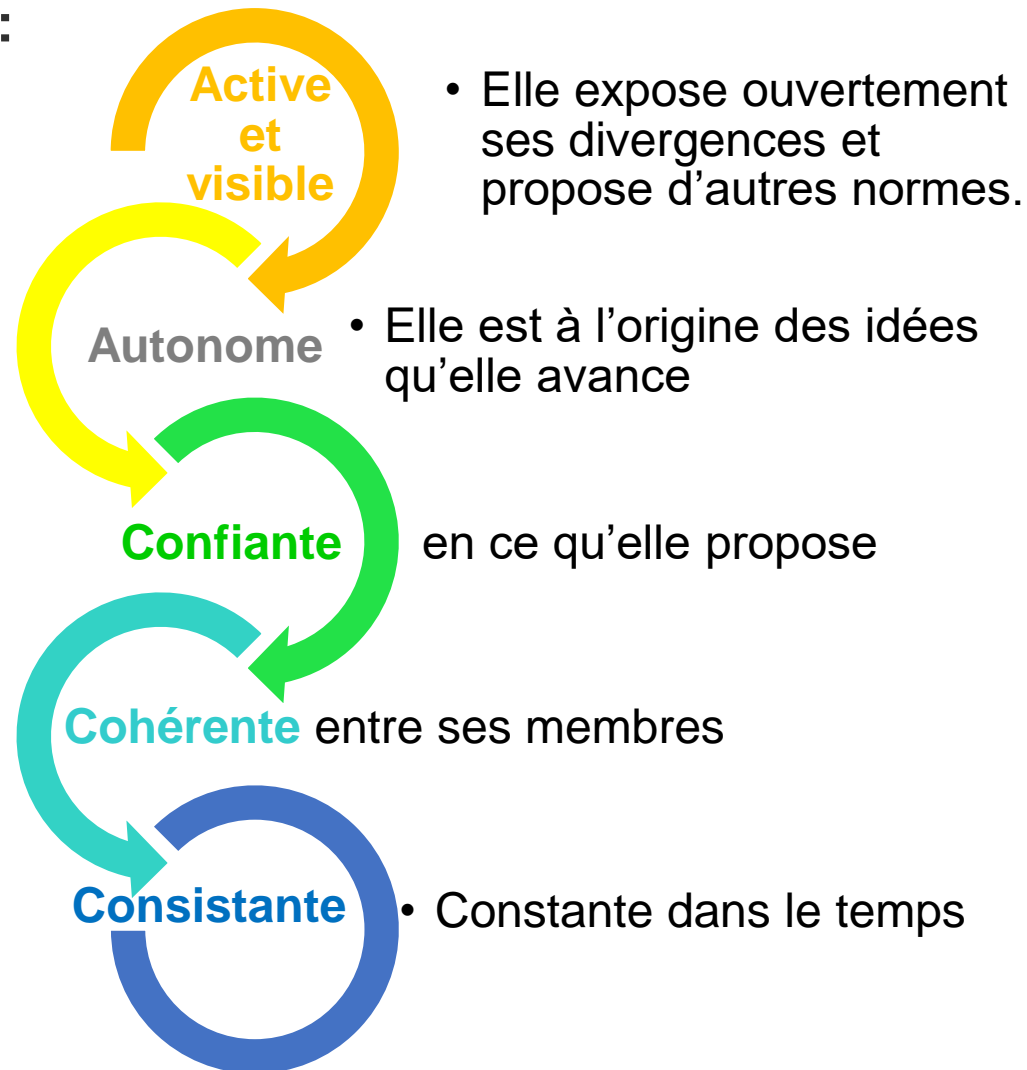 :
Active
et
visible
• Elle expose ouvertement
ses divergences et
propose d’autres normes.
Autonome
• Elle est à l’origine des idées
qu’elle avance
Confiante en ce qu’elle propose
Cohérente entre ses membres
Consistante
• Constante dans le temps